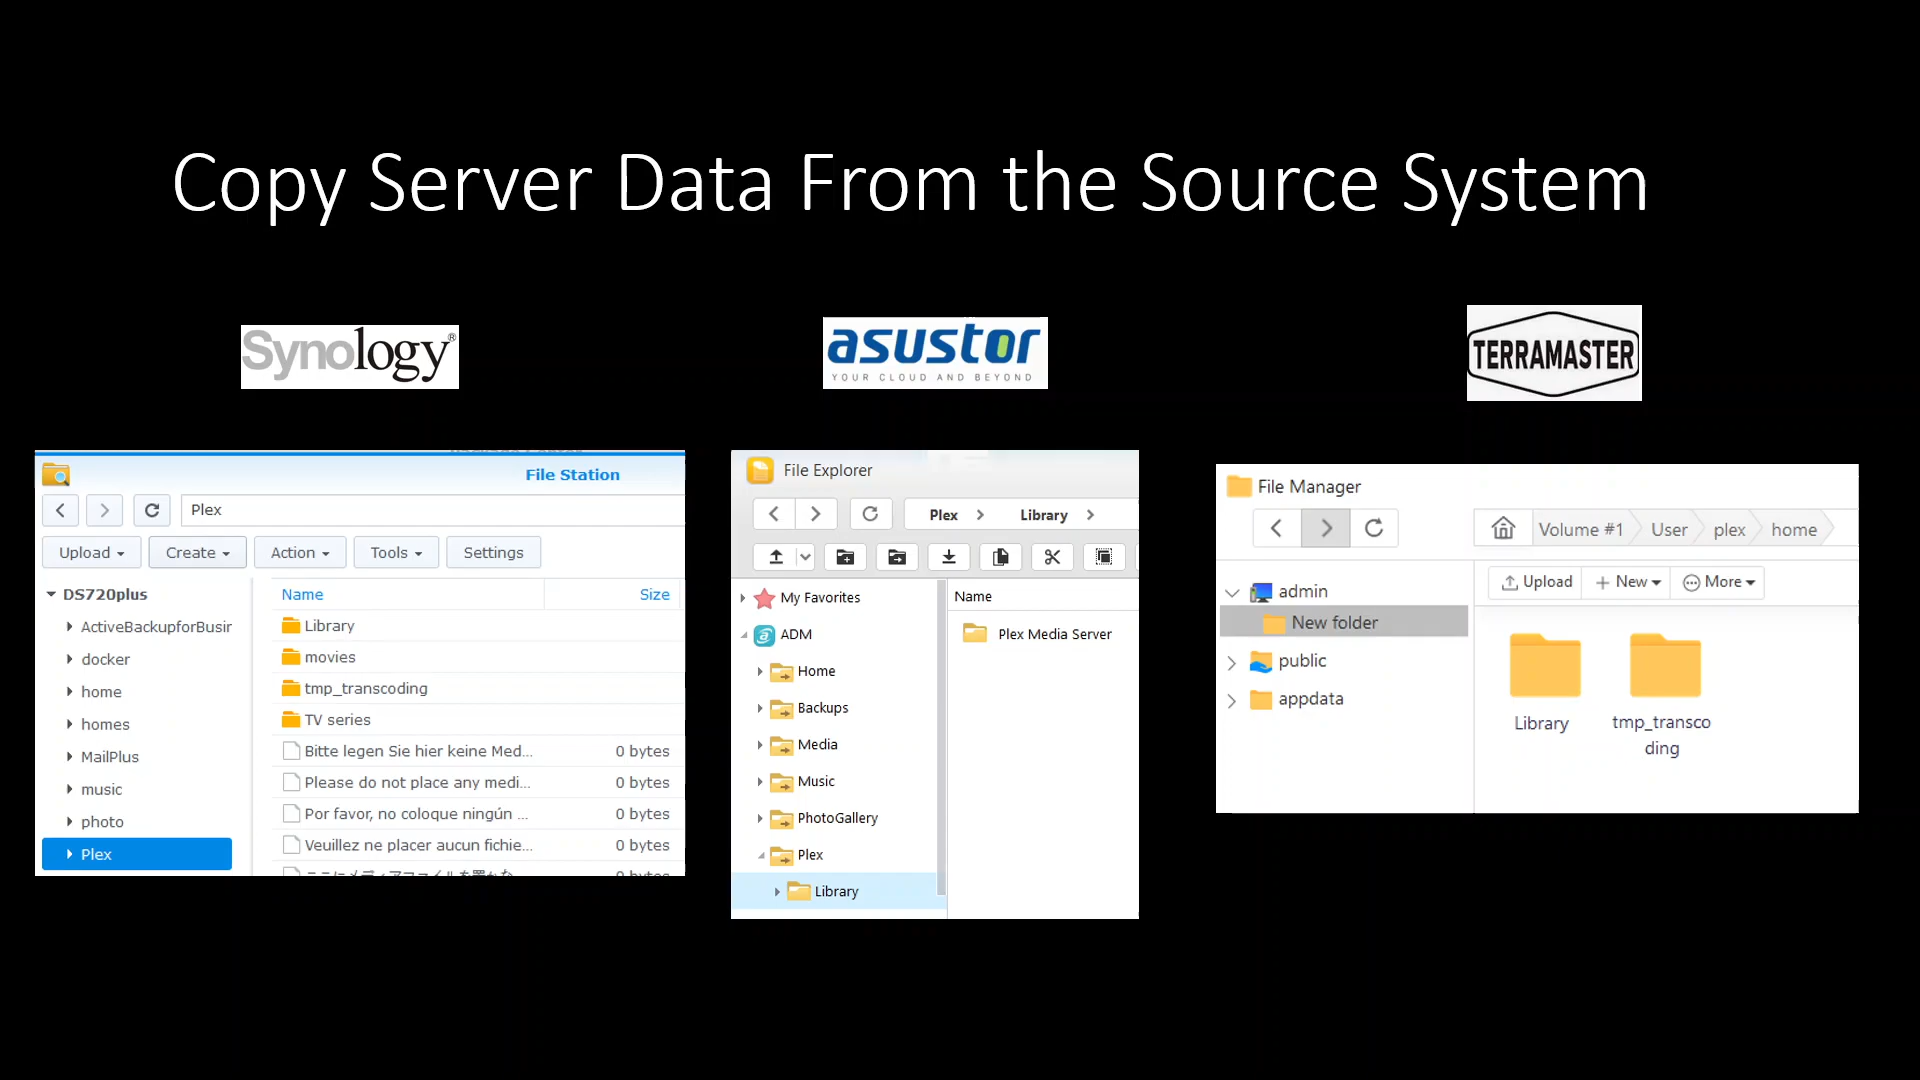 Copy Server Data From the Source System
Synology®
asustor
YOUR CLOUD AND BEYOND
TERRAMASTER
File Station
Plex
Upload
Create
Action
Tools
Settings
DS720plus
ActiveBackupforBusir
docker
home
homes
MailPlus
music
photo
Plex
Name
Size
Library
movies
tmp_transcoding
TV series
Bitte legen Sie hier keine Med...
0 bytes
Please do not place any medi...
0 bytes
Por favor, no coloque ningún ...
0 bytes
Veuillez ne placer aucun fichie...
0 bytes
File Explorer
Plex
Library
My Favorites
ADM
Home
Backups
Media
Music
PhotoGallery
Plex
Library
Name
Plex Media Server
File Manager
Volume #1
User
plex
home
admin
New folder
public
appdata
Upload
+ New
More
Library
tmp_transco
ding